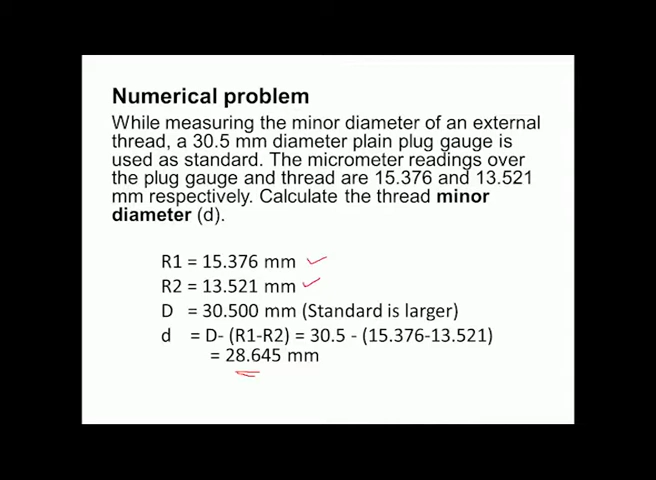 Numerical problem
While measuring the minor diameter of an external
thread, a 30.5 mm diameter plain plug gauge is
used as standard. The micrometer readings over
the plug gauge and thread are 15.376 and 13.521
mm respectively. Calculate the thread minor
diameter (d).
R1 = 15.376 mm
R2 = 13.521 mm
D = 30.500 mm (Standard is larger)
d = D- (R1-R2) = 30.5 - (15.376-13.521)
= 28.645 mm